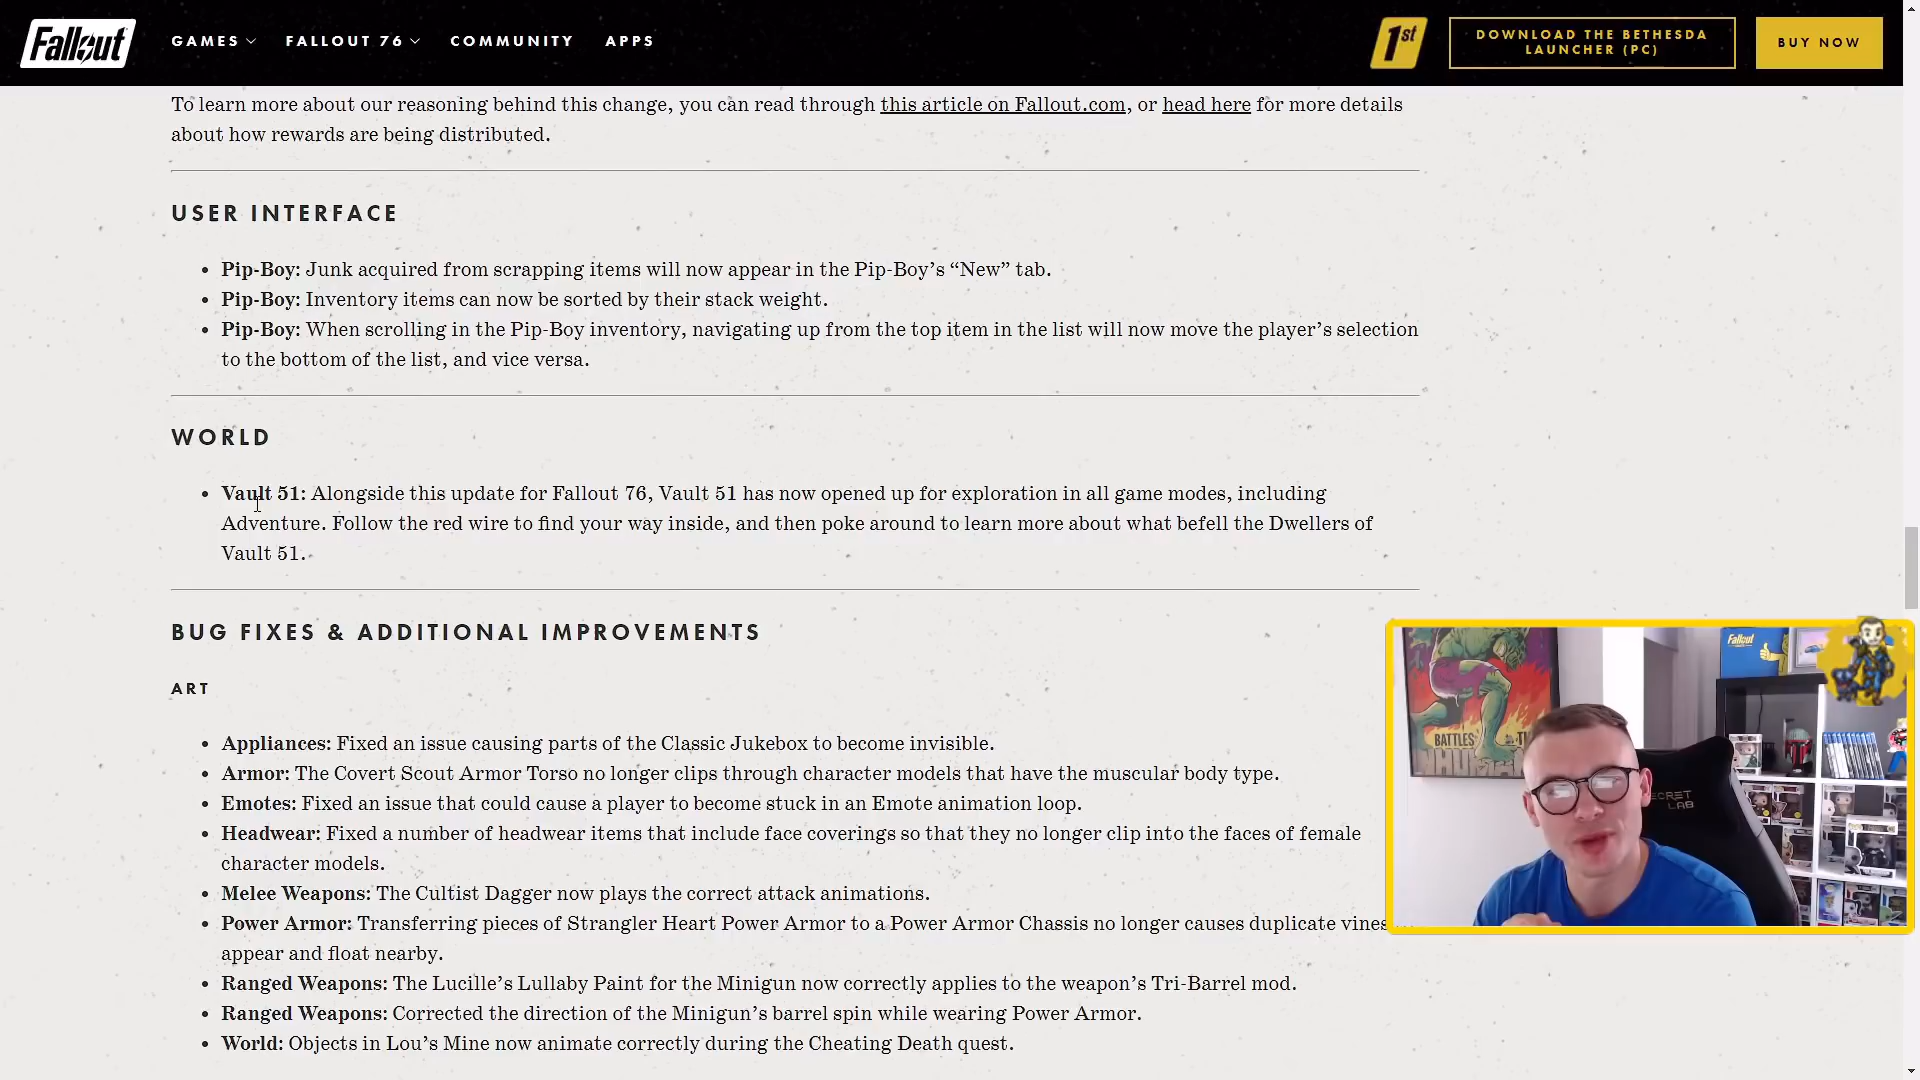 Fallout GAMES FALLOUT 76 COMMUNITY APPS 1st DOWNLOAD THE BETHESDA
LAUNCHER (PC) BUY NOW
To learn more about our reasoning behind this change, you can read through this article on Fallout.com, or head here for more details
about how rewards are being distributed.
USER INTERFACE
• Pip-Boy: Junk acquired from scrapping items will now appear in the Pip-Boy’s “New” tab.
• Pip-Boy: Inventory items can now be sorted by their stack weight.
• Pip-Boy: When scrolling in the Pip-Boy inventory, navigating up from the top item in the list will now move the player’s selection
to the bottom of the list, and vice versa.
WORLD
• Vault 51: Alongside this update for Fallout 76, Vault 51 has now opened up for exploration in all game modes, including
Adventure. Follow the red wire to find your way inside, and then poke around to learn more about what befell the Dwellers of
Vault 51.
BUG FIXES & ADDITIONAL IMPROVEMENTS
ART
• Appliances: Fixed an issue causing parts of the Classic Jukebox to become invisible.
• Armor: The Covert Scout Armor Torso no longer clips through character models that have the muscular body type.
• Emotes: Fixed an issue that could cause a player to become stuck in an Emote animation loop.
• Headwear: Fixed a number of headwear items that include face coverings so that they no longer clip into the faces of female
character models.
• Melee Weapons: The Cultist Dagger now plays the correct attack animations.
• Power Armor: Transferring pieces of Strangler Heart Power Armor to a Power Armor Chassis no longer causes duplicate vines
appear and float nearby.
• Ranged Weapons: The Lucille’s Lullaby Paint for the Minigun now correctly applies to the weapon’s Tri-Barrel mod.
• Ranged Weapons: Corrected the direction of the Minigun’s barrel spin while wearing Power Armor.
• World: Objects in Lou’s Mine now animate correctly during the Cheating Death quest.
Fallout
BATTLES
LAB